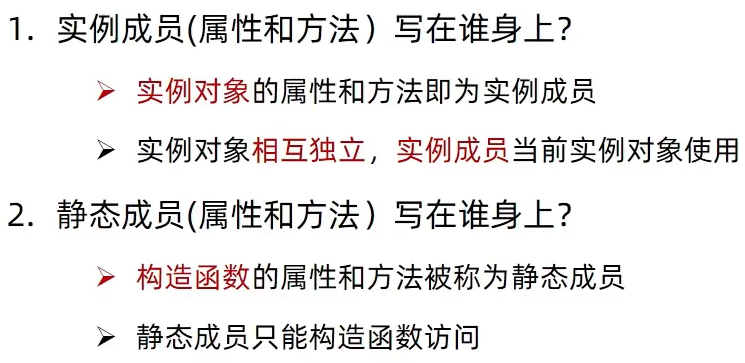 1. 实例成员(属性和方法）写在谁身上？
➢ 实例对象的属性和方法即为实例成员
➢ 实例对象相互独立，实例成员当前实例对象使用
2. 静态成员(属性和方法）写在谁身上？
➢ 构造函数的属性和方法被称为静态成员
➢ 静态成员只能构造函数访问